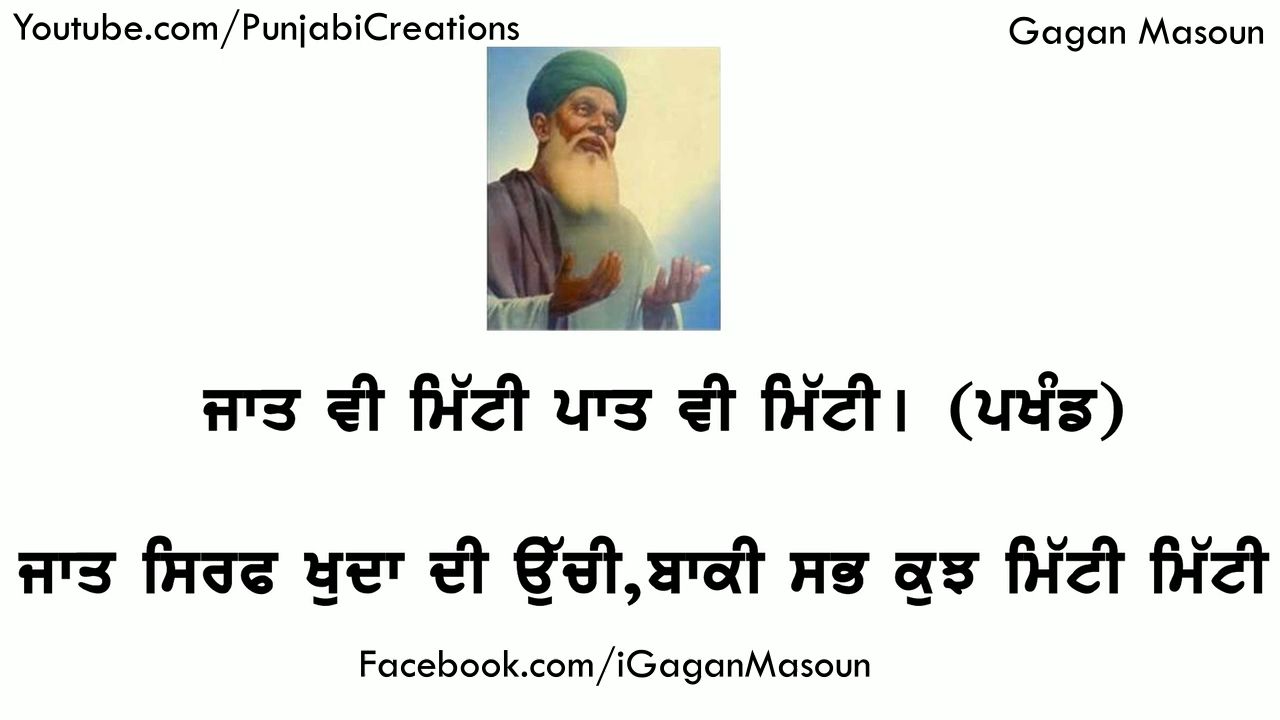 Youtube.com/PunjabiCreations
Gagan Masoun
ਜਾਤ ਵੀ ਮਿੱਟੀ ਪਾਤ ਵੀ ਮਿੱਟੀ। (ਪਖੰਡ)
ਜਾਤ ਸਿਰਫ ਖੁਦਾ ਦੀ ਉੱਚੀ,ਬਾਕੀ ਸਭ ਕੁਝ ਮਿੱਟੀ ਮਿੱਟੀ
Facebook.com/iGaganMasoun